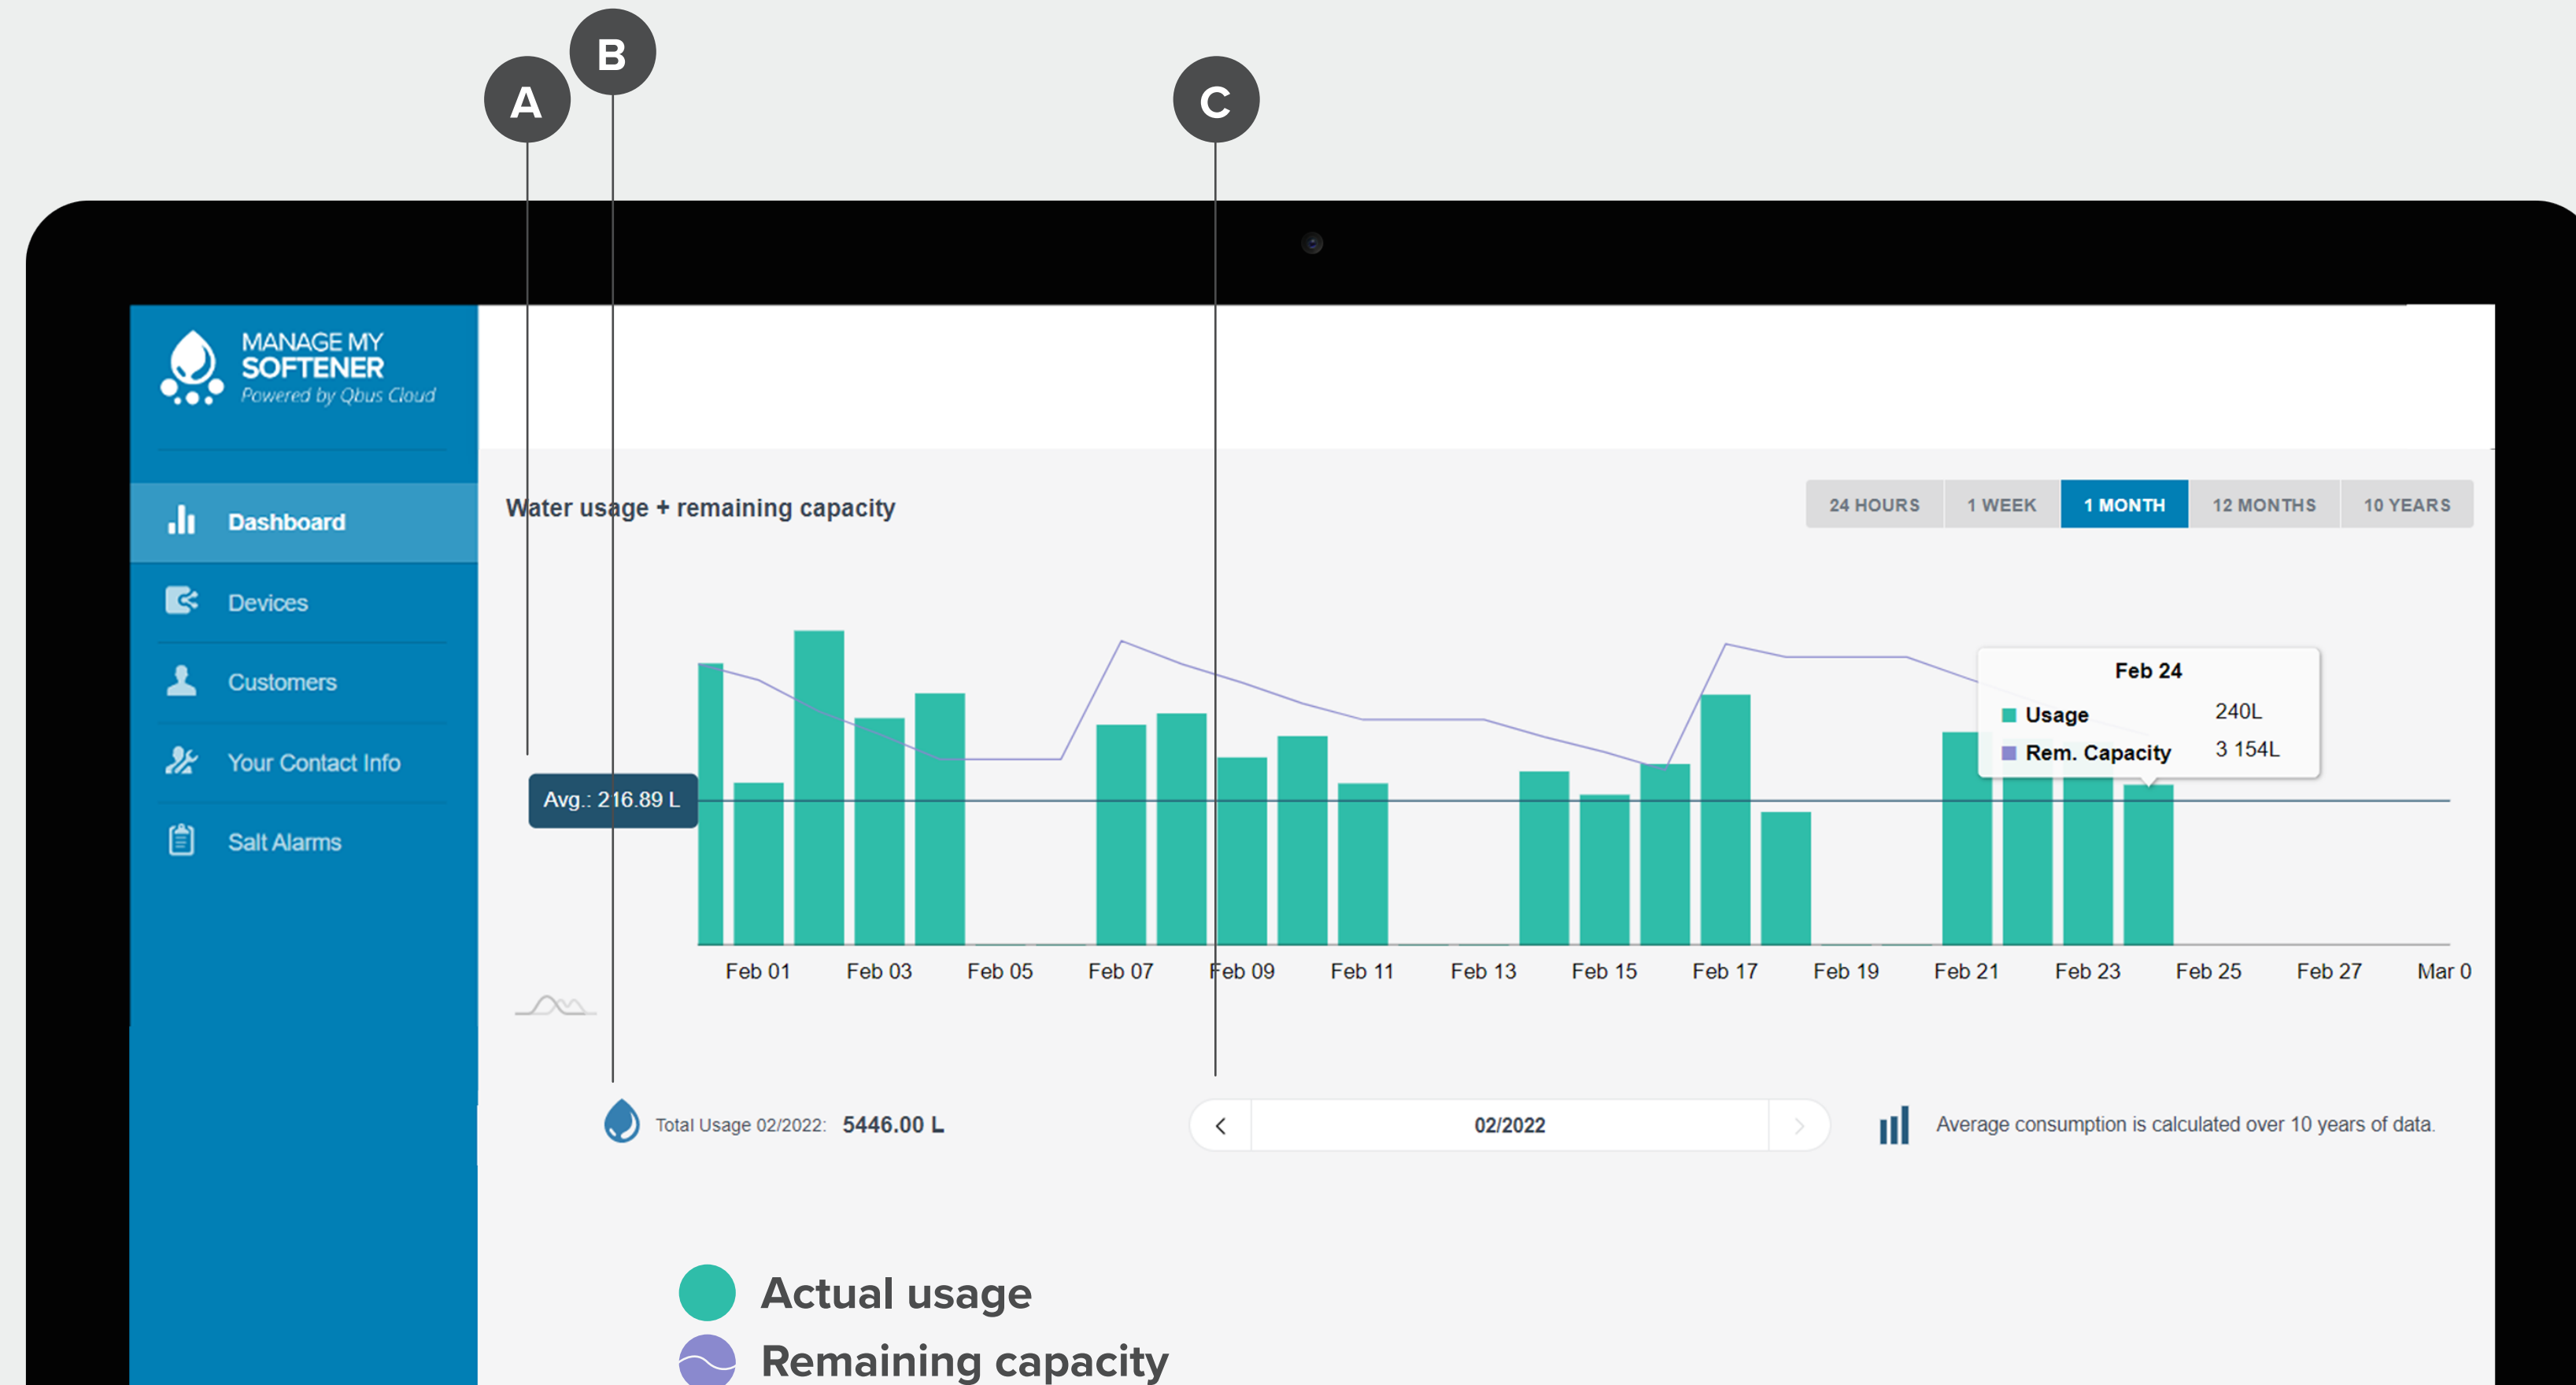 B
A
C
MANAGE MY
SOFTENER
Powered by Qbus Cloud
Dashboard
Devices
Customers
Your Contact Info
Salt Alarms
Water usage + remaining capacity
24 HOURS 1 WEEK 1 MONTH 12 MONTHS 10 YEARS
Feb 24
Usage 240L
Rem. Capacity 3 154L
Avg.: 216.89 L
Feb 01 Feb 03 Feb 05 Feb 07 Feb 09 Feb 11 Feb 13 Feb 15 Feb 17 Feb 19 Feb 21 Feb 23 Feb 25 Feb 27 Mar 0
Total Usage 02/2022: 5446.00 L
02/2022
Average consumption is calculated over 10 years of data.
Actual usage
Remaining capacity